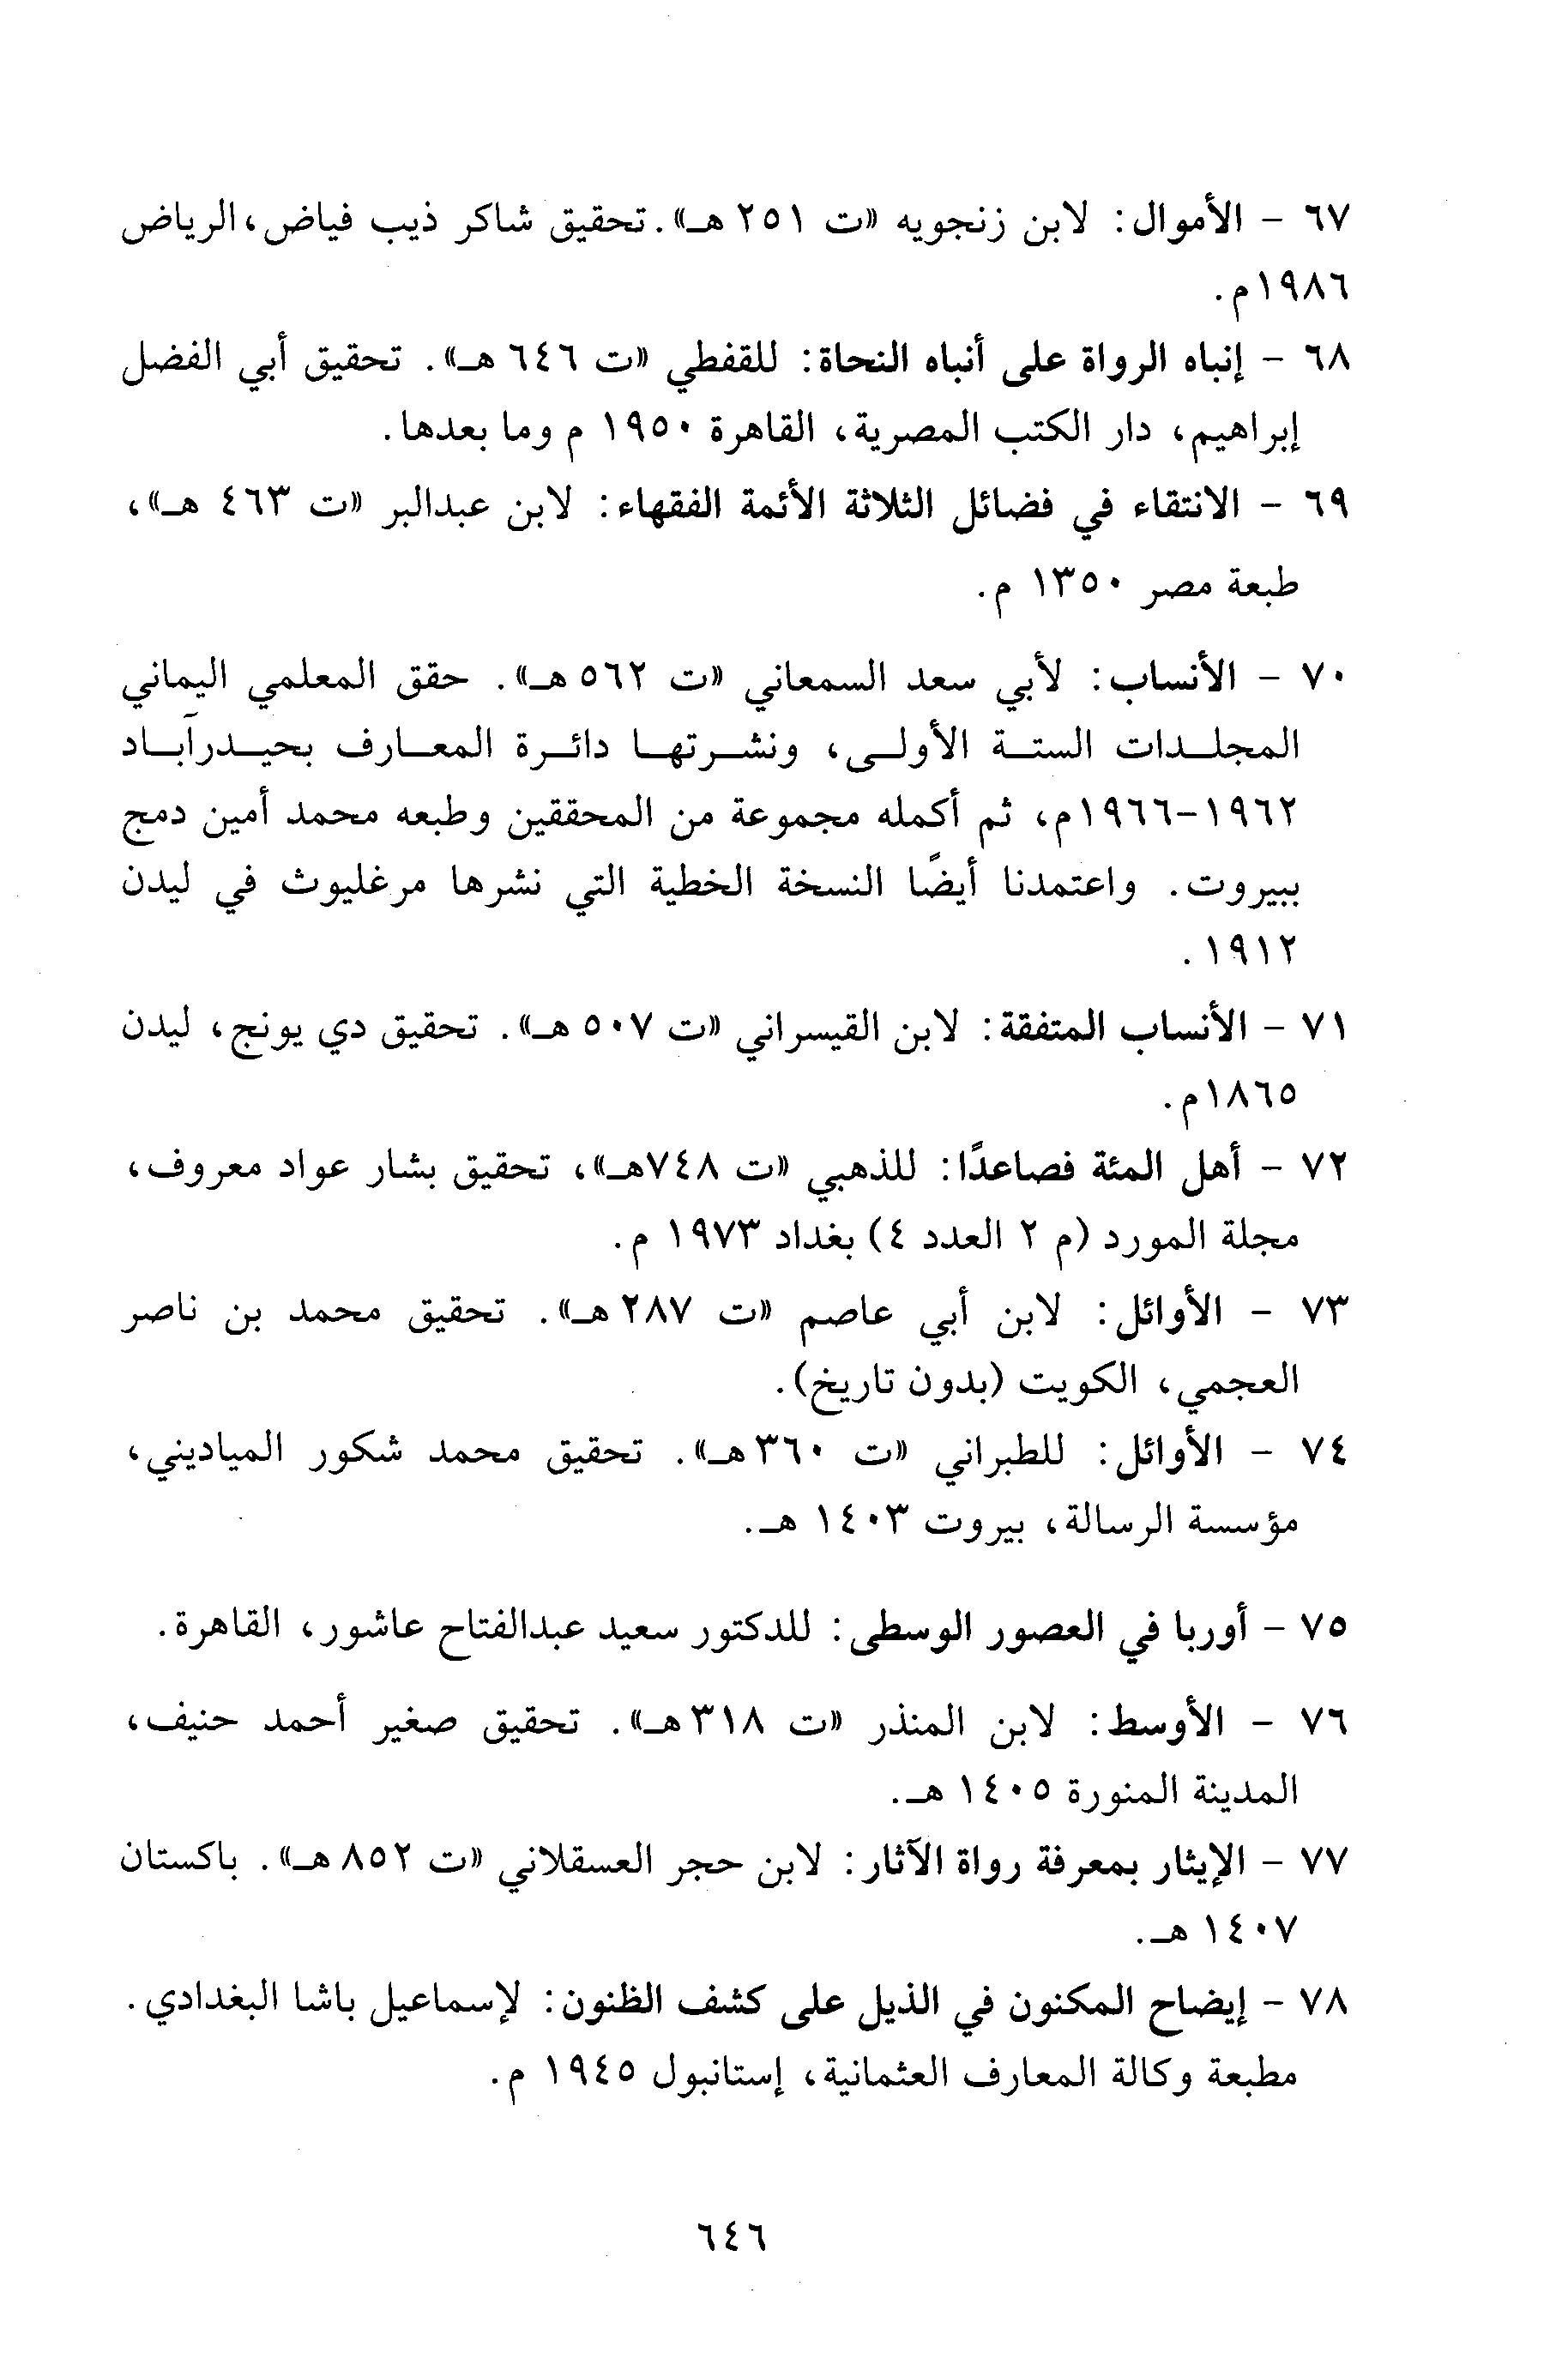 ٦٧ - الأموال: لابن زنجويه «ت ٢٥١ هـ». تحقيق شاكر ذيب فياض، الرياض
١٩٨٦م.
٦٨ - إنباه الرواة على أنباه النحاة: للقفطي «ت ٦٤٦ هـ». تحقيق أبي الفضل
إبراهيم، دار الكتب المصرية، القاهرة ١٩٥٠ م وما بعدها.
٦٩ - الانتقاء في فضائل الثلاثة الأئمة الفقهاء: لابن عبدالبر «ت ٤٦٣ هـ»،
طبعة مصر ١٣٥٠ م.
٧٠ - الأنساب: لأبي سعد السمعاني «ت ٥٦٢ هـ». حقق المعلمي اليماني
المجلدات الستة الأولى، ونشرتها دائرة المعارف بحيدرآباد
١٩٦٢-١٩٦٦م، ثم أكمله مجموعة من المحققين وطبعه محمد أمين دمج
ببيروت. واعتمدنا أيضًا النسخة الخطية التي نشرها مرغليوث في ليدن
١٩١٢.
٧١ - الأنساب المتفقة: لابن القيسراني «ت ٥٠٧ هـ». تحقيق دي يونج، ليدن
١٨٦٥م.
٧٢ - أهل المئة فصاعدًا: للذهبي «ت ٧٤٨هـ»، تحقيق بشار عواد معروف،
مجلة المورد (م ٢ العدد ٤) بغداد ١٩٧٣ م.
٧٣ - الأوائل: لابن أبي عاصم «ت ٢٨٧ هـ». تحقيق محمد بن ناصر
العجمي، الكويت (بدون تاريخ).
٧٤ - الأوائل: للطبراني «ت ٣٦٠ هـ». تحقيق محمد شكور المياديني،
مؤسسة الرسالة، بيروت ١٤٠٣ هـ.
٧٥ - أوربا في العصور الوسطى: للدكتور سعيد عبدالفتاح عاشور، القاهرة.
٧٦ - الأوسط: لابن المنذر «ت ٣١٨هـ». تحقيق صغير أحمد حنيف،
المدينة المنورة ١٤٠٥ هـ.
٧٧ - الإيثار بمعرفة رواة الآثار: لابن حجر العسقلاني «ت ٨٥٢ هـ». باكستان
١٤٠٧ هـ.
٧٨ - إيضاح المكنون في الذيل على كشف الظنون: لإسماعيل باشا البغدادي.
مطبعة وكالة المعارف العثمانية، إستانبول ١٩٤٥ م.
٦٤٦